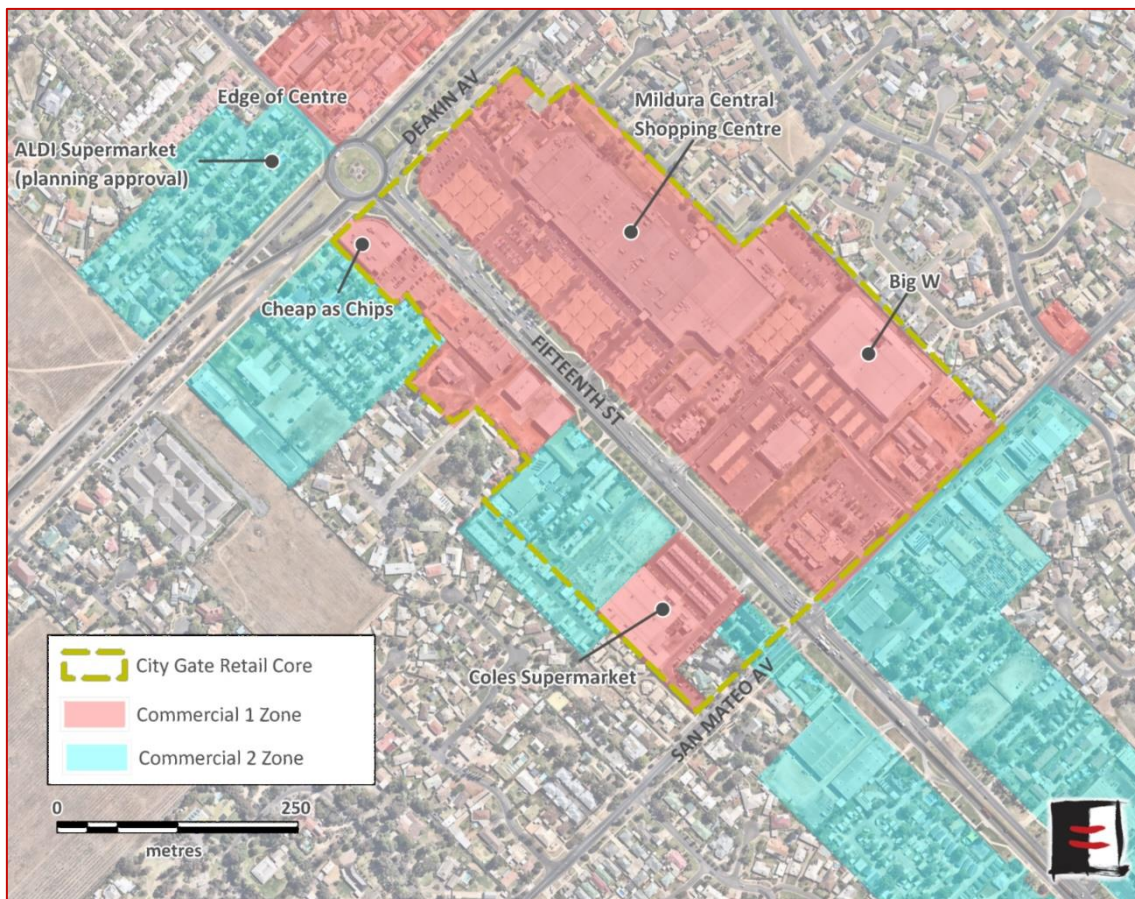 DEAKIN AV
Edge of Centre
Mildura Central
Shopping Centre
ALDI Supermarket
(planning approval)
Big W
Cheap as Chips
FIFTEENTH ST
Coles Supermarket
SAN MATEO AV
City Gate Retail Core
Commercial 1 Zone
Commercial 2 Zone
0 250
metres